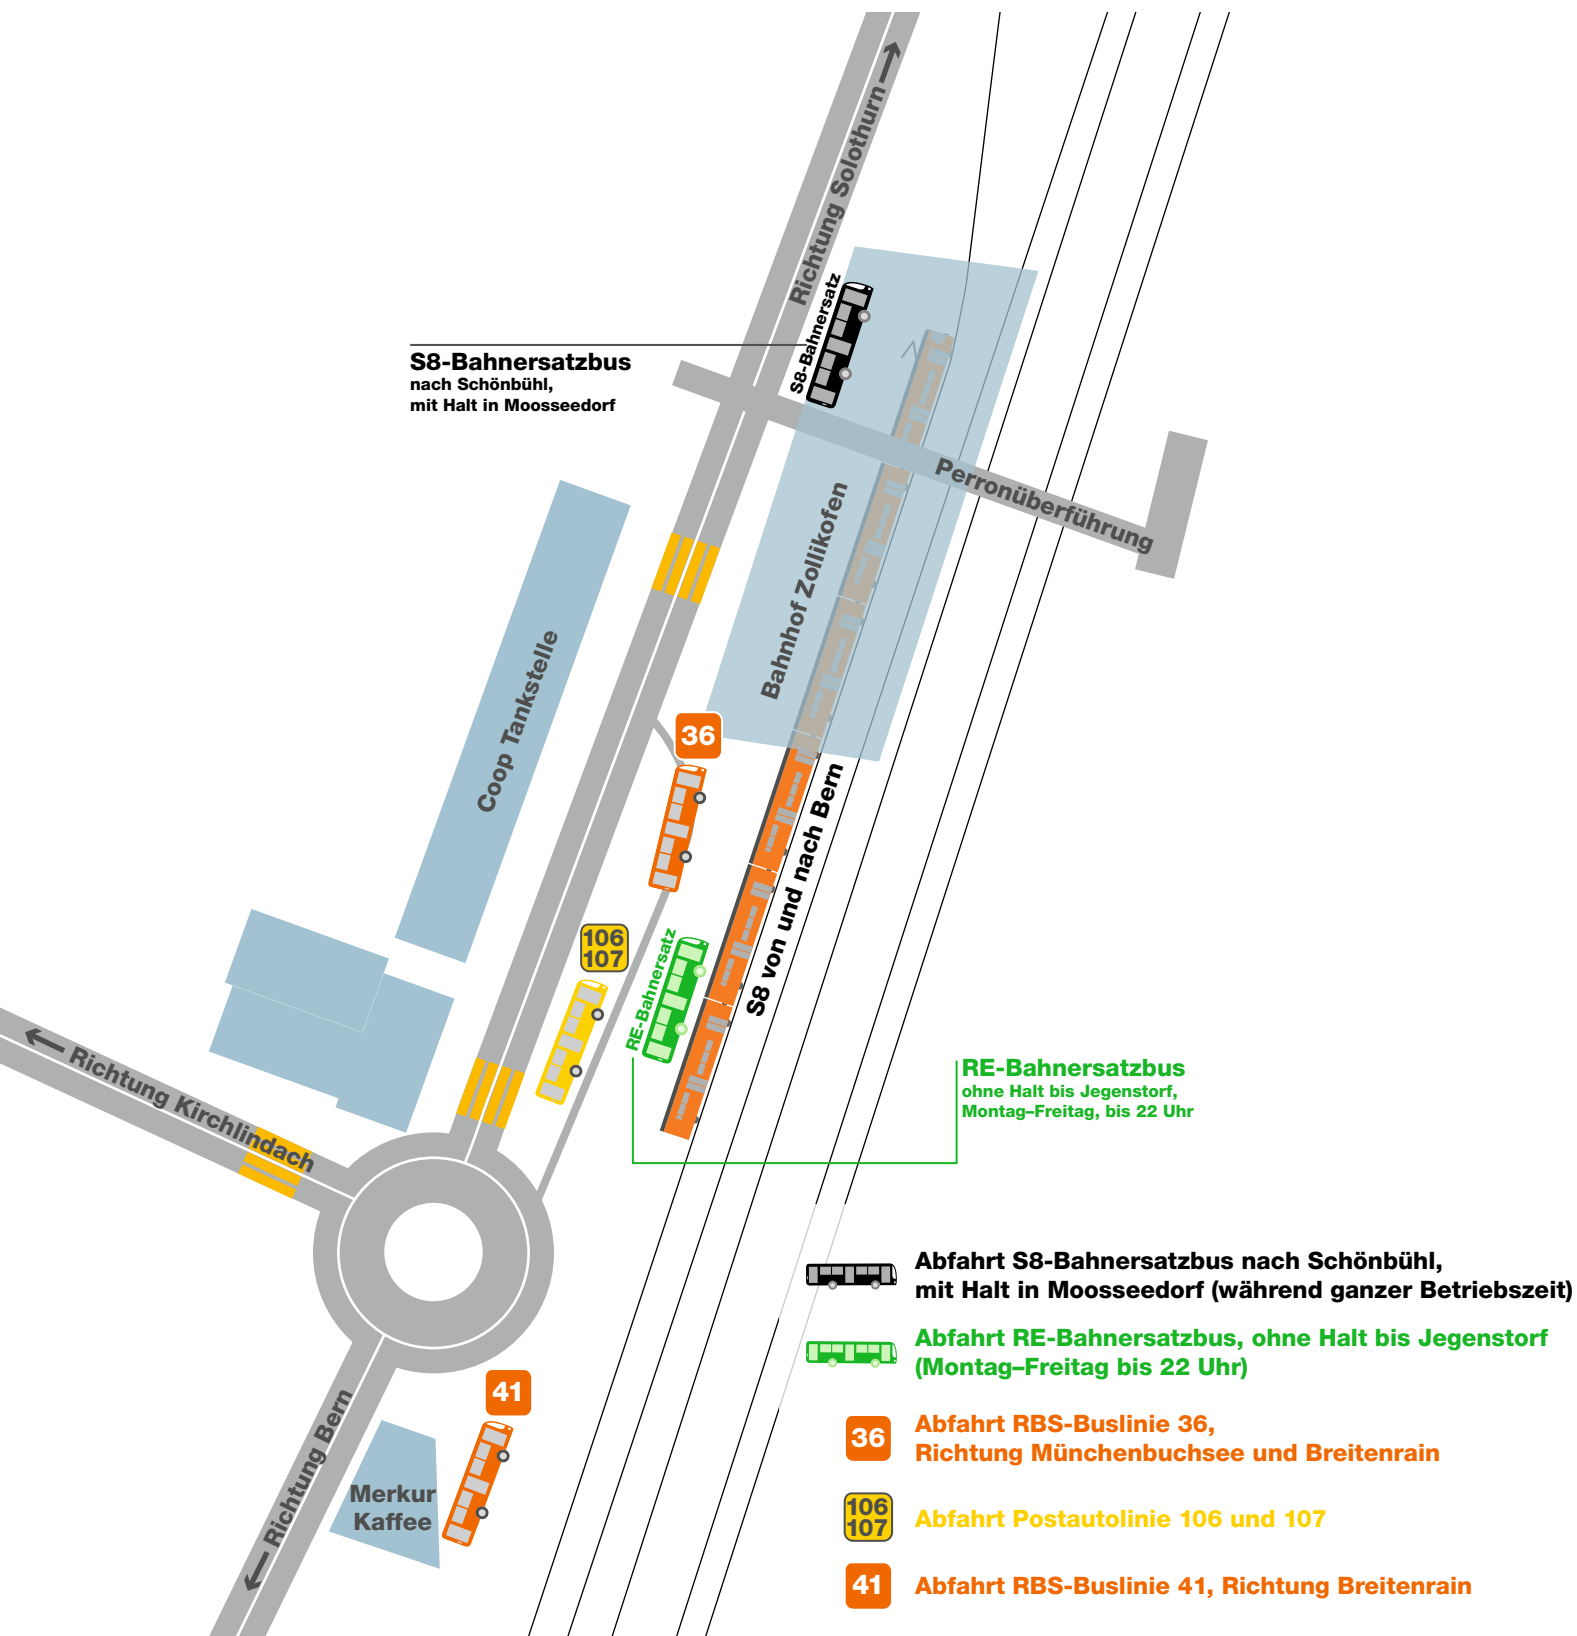 Richtung Solothurn
S8-Bahnersatz
S8-Bahnersatzbus
nach Schönbühl,
mit Halt in Moosseedorf
Perronüberführung
Bahnhof Zollikofen
Coop Tankstelle
36
S8 von und nach Bern
106
107
RE-Bahnersatz
RE-Bahnersatzbus
ohne Halt bis Jegenstorf,
Montag–Freitag, bis 22 Uhr
Richtung Kirchlindach
Richtung Bern
41
Merkur
Kaffee
Abfahrt S8-Bahnersatzbus nach Schönbühl,
mit Halt in Moosseedorf (während ganzer Betriebszeit)
Abfahrt RE-Bahnersatzbus, ohne Halt bis Jegenstorf
(Montag–Freitag bis 22 Uhr)
36
Abfahrt RBS-Buslinie 36,
Richtung Münchenbuchsee und Breitenrain
106
107
Abfahrt Postautolinie 106 und 107
41
Abfahrt RBS-Buslinie 41, Richtung Breitenrain